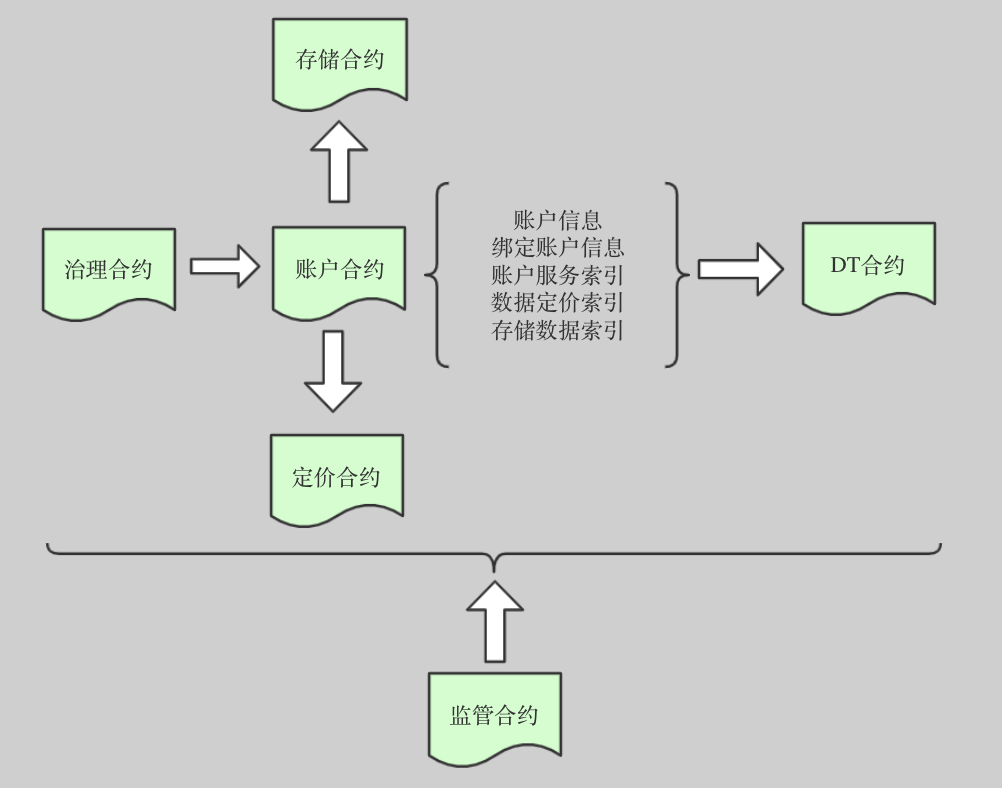 存储合约
治理合约
账户合约
账户信息
绑定账户信息
账户服务索引
数据定价索引
存储数据索引
DT合约
定价合约
监管合约